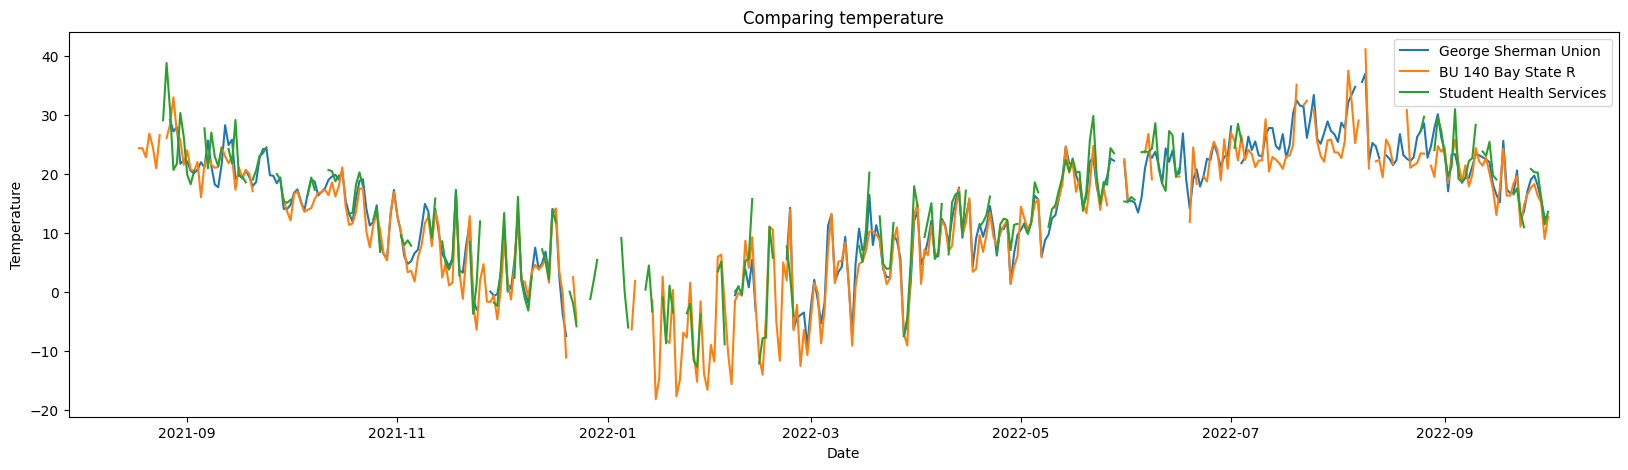 Comparing temperature
George Sherman Union
BU 140 Bay State R
Student Health Services
Temperature
40
30
20
10
0
−10
−20
2021-09
2021-11
2022-01
2022-03
2022-05
2022-07
2022-09
Date